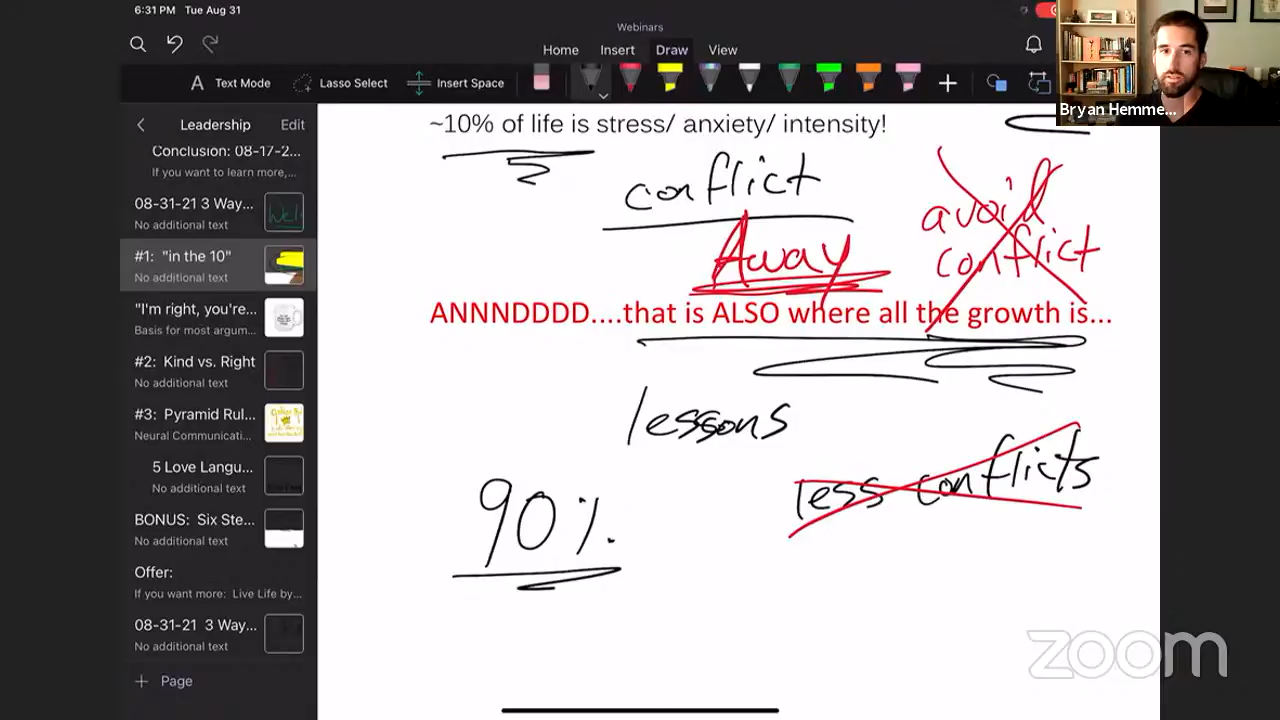 6:31 PM Tue Aug 31
Webinars
Home Insert Draw View
Text Mode Lasso Select Insert Space
Bryan Hemme...
Leadership Edit
Conclusion: 08-17-2...
If you want to learn more,...
08-31-21 3 Way...
No additional text
#1: "in the 10"
No additional text
"I'm right, you're...
Basis for most argum...
#2: Kind vs. Right
No additional text
#3: Pyramid Rul...
Neural Communicati...
5 Love Langu...
No additional text
BONUS: Six Ste...
No additional text
Offer:
If you want more: Live Life by...
08-31-21 3 Way...
No additional text
+ Page
~10% of life is stress/ anxiety/ intensity!
conflict
avoid
conflict
Away
ANNNDDDD....that is ALSO where all the growth is...
lessons
less conflicts
90%.
zoom